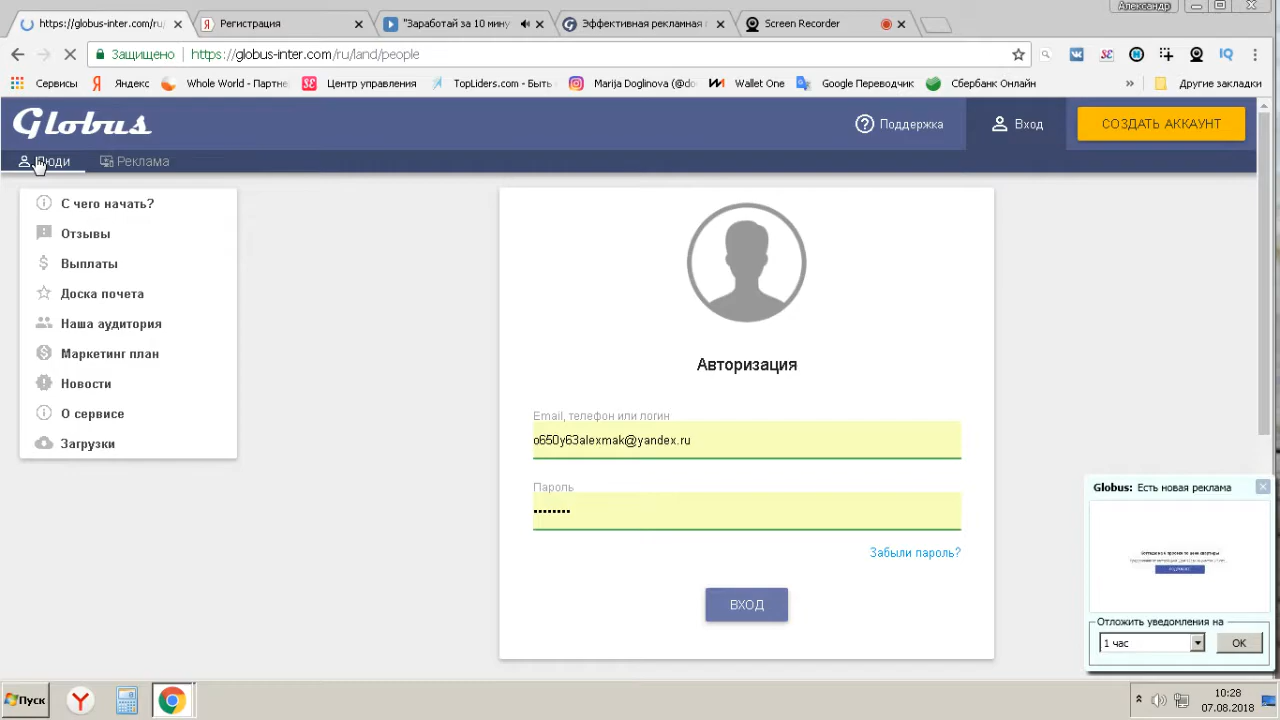 Александр
https://globus-inter.com/ru/
Регистрация
"Заработай за 10 мину
Эффективная рекламная
Screen Recorder
Защищено
https://globus-inter.com/ru/land/people
Сервисы
Яндекс
Whole World - Партне
Центр управления
TopLiders.com - Быть
Marija Doglinova (@do
Wallet One
Google Переводчик
Сбербанк Онлайн
»
Другие закладки
Globus
Поддержка
Вход
СОЗДАТЬ АККАУНТ
Люди
Реклама
С чего начать?
Отзывы
Выплаты
Доска почета
Наша аудитория
Маркетинг план
Новости
О сервисе
Загрузки
Авторизация
Email, телефон или логин
o650y63alexmak@yandex.ru
Пароль
••••••••
Забыли пароль?
ВХОД
Globus: Есть новая реклама
Отложить уведомления на
1 час
OK
Пуск
10:28
07.08.2018